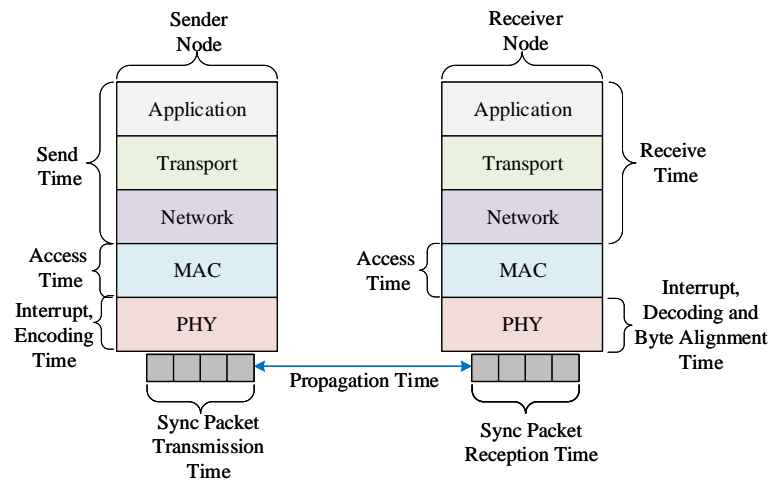 Sender
Node
Receiver
Node
Application
Transport
Network
MAC
PHY
Send
Time
Access
Time
Interrupt,
Encoding
Time
Application
Transport
Network
MAC
PHY
Receive
Time
Access
Time
Interrupt,
Decoding and
Byte Alignment
Time
Propagation Time
Sync Packet
Transmission
Time
Sync Packet
Reception Time